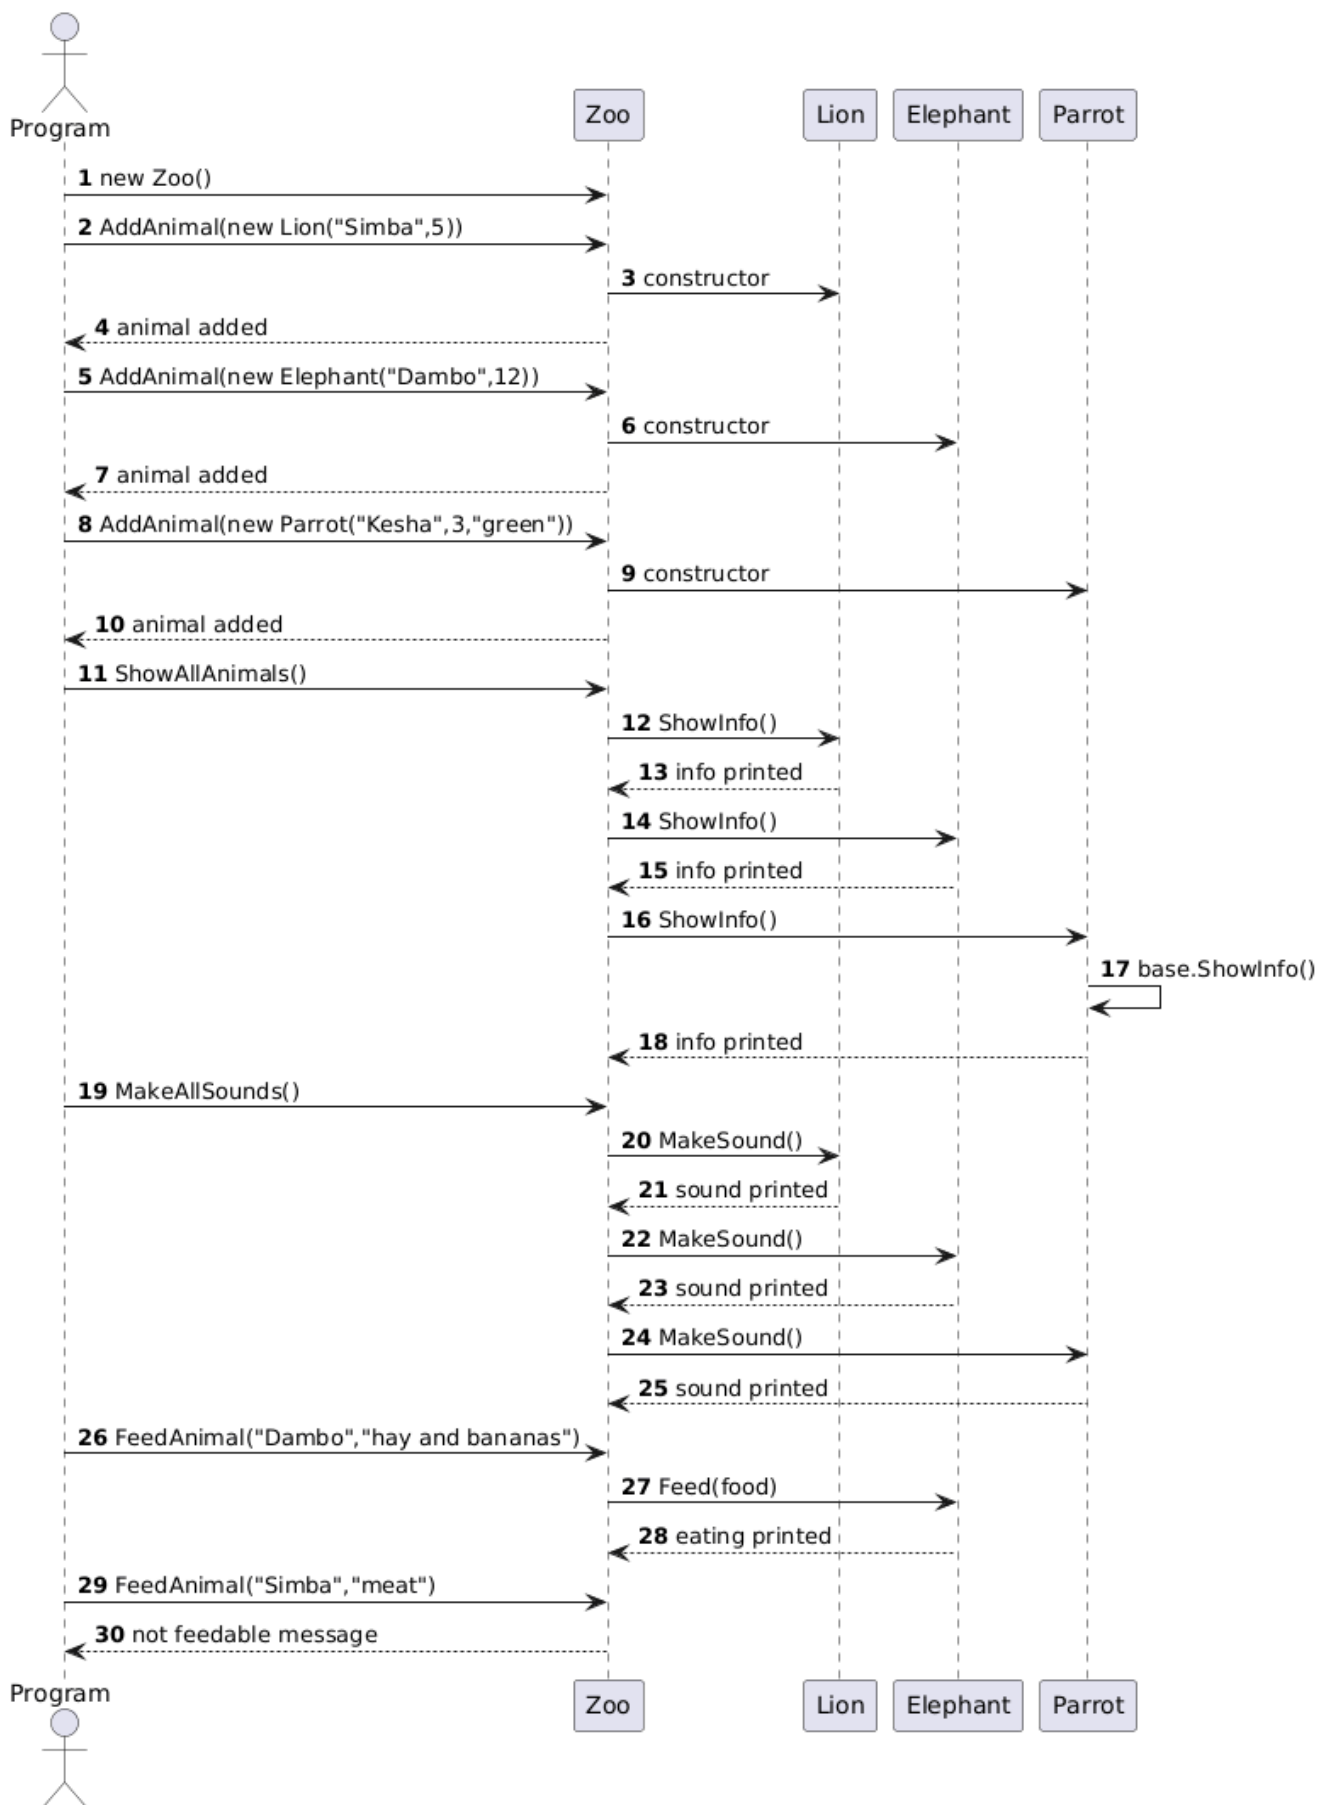 Program
Zoo
Lion
Elephant
Parrot
1 new Zoo()
2 AddAnimal(new Lion("Simba",5))
3 constructor
4 animal added
5 AddAnimal(new Elephant("Dambo",12))
6 constructor
7 animal added
8 AddAnimal(new Parrot("Kesha",3,"green"))
9 constructor
10 animal added
11 ShowAllAnimals()
12 ShowInfo()
13 info printed
14 ShowInfo()
15 info printed
16 ShowInfo()
17 base.ShowInfo()
18 info printed
19 MakeAllSounds()
20 MakeSound()
21 sound printed
22 MakeSound()
23 sound printed
24 MakeSound()
25 sound printed
26 FeedAnimal("Dambo","hay and bananas")
27 Feed(food)
28 eating printed
29 FeedAnimal("Simba","meat")
30 not feedable message
Program
Zoo
Lion
Elephant
Parrot